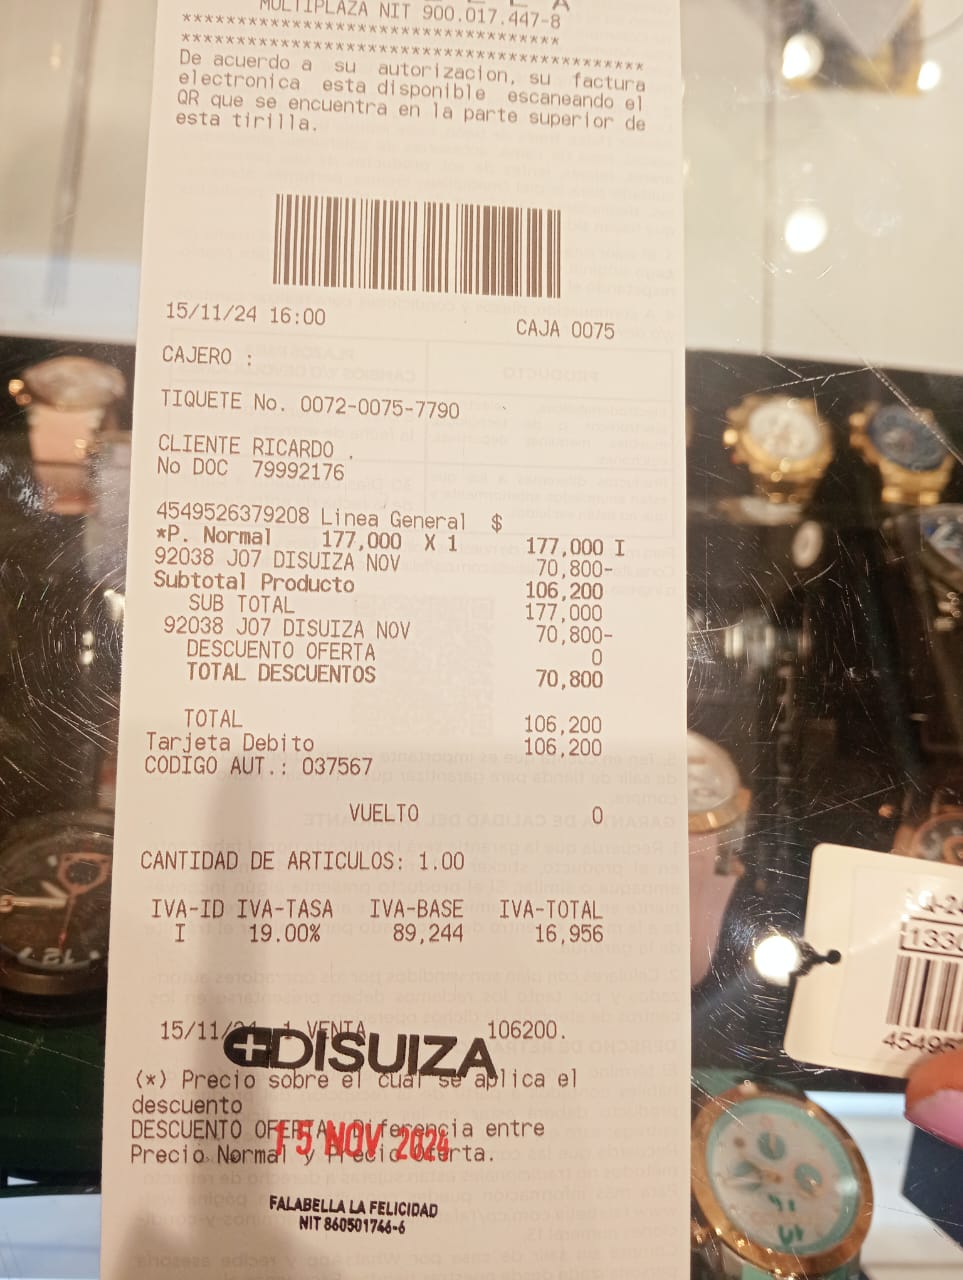 MULTIPLAZA NIT 900.017.447-8
************************************
****************************************
De acuerdo a su autorizacion, su factura
electronica esta disponible escaneando el
QR que se encuentra en la parte superior de
esta tirilla.
15/11/24 16:00 CAJA 0075
CAJERO :
TIQUETE No. 0072-0075-7790
CLIENTE RICARDO .
No DOC 79992176
4549526379208 Linea General $
*P. Normal 177,000 X 1 177,000 I
92038 J07 DISUIZA NOV 70,800-
Subtotal Producto 106,200
SUB TOTAL 177,000
92038 J07 DISUIZA NOV 70,800-
DESCUENTO OFERTA 0
TOTAL DESCUENTOS 70,800
TOTAL 106,200
Tarjeta Debito 106,200
CODIGO AUT.: 037567
VUELTO 0
CANTIDAD DE ARTICULOS: 1.00
IVA-ID IVA-TASA IVA-BASE IVA-TOTAL
I 19.00% 89,244 16,956
15/11/24 1 VENTA 106200.
DISUIZA
(*) Precio sobre el cual se aplica el
descuento
DESCUENTO OFERTA: Diferencia entre
Precio Normal y Precio Oferta.
15 NOV 2024
FALABELLA LA FELICIDAD
NIT 860501746-6